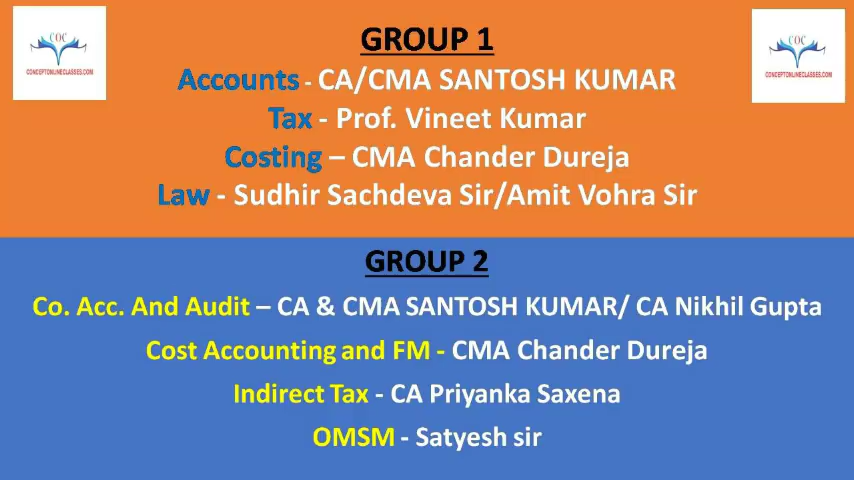 COC
CONCEPTONLINECLASSES.COM
COC
CONCEPTONLINECLASSES.COM
GROUP 1
Accounts - CA/CMA SANTOSH KUMAR
Tax - Prof. Vineet Kumar
Costing – CMA Chander Dureja
Law - Sudhir Sachdeva Sir/Amit Vohra Sir
GROUP 2
Co. Acc. And Audit – CA & CMA SANTOSH KUMAR/ CA Nikhil Gupta
Cost Accounting and FM - CMA Chander Dureja
Indirect Tax - CA Priyanka Saxena
OMSM - Satyesh sir